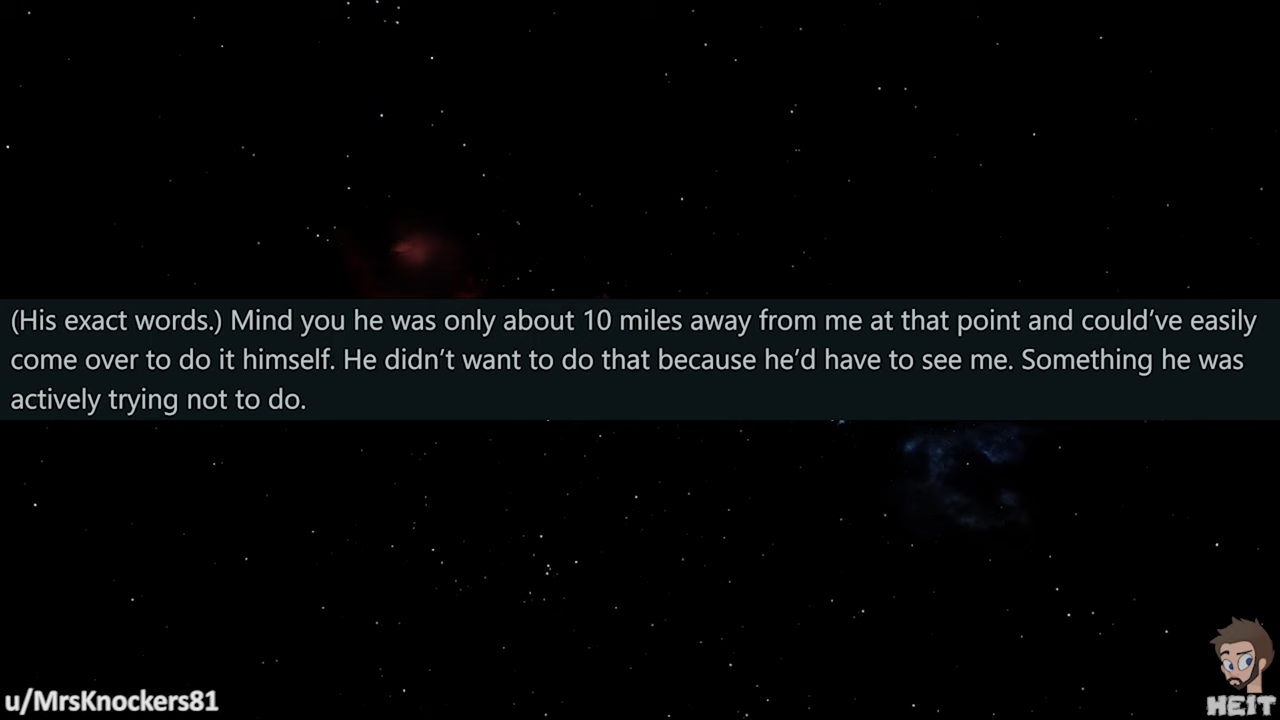 (His exact words.) Mind you he was only about 10 miles away from me at that point and could’ve easily
come over to do it himself. He didn’t want to do that because he’d have to see me. Something he was
actively trying not to do.
u/MrsKnockers81
HEIT